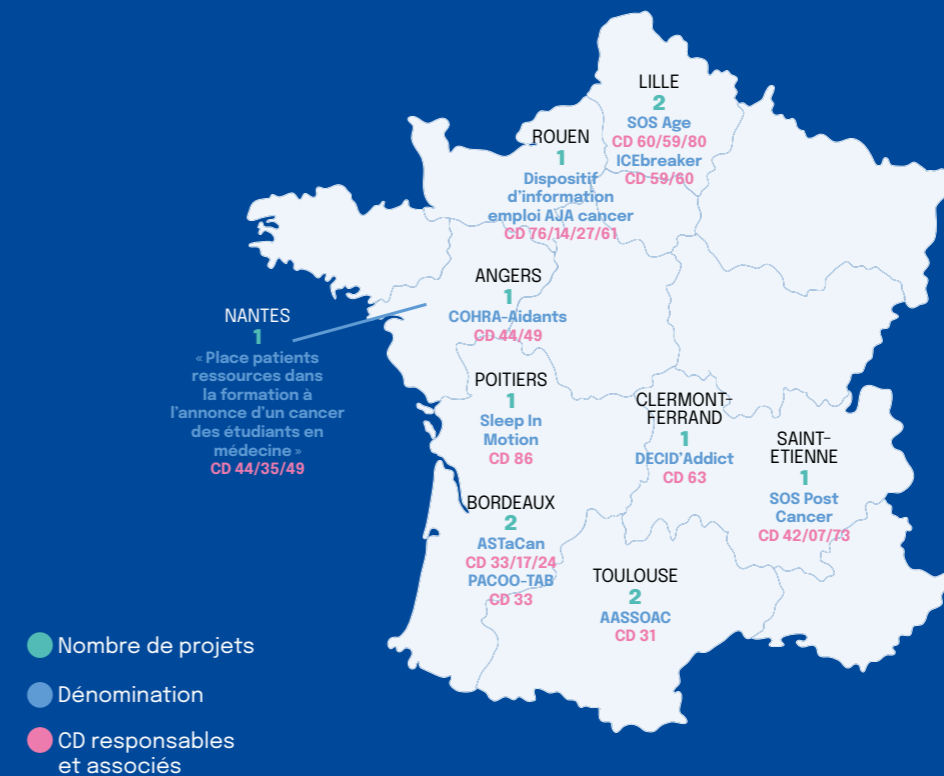 LILLE
2
SOS Age
CD 60/59/80
ICEbreaker
CD 59/60
ROUEN
1
Dispositif
d'information
emploi AJA cancer
CD 76/14/27/61
ANGERS
1
COHRA-Aidants
CD 44/49
NANTES
1
« Place patients
ressources dans
la formation à
l'annonce d'un cancer
des étudiants en
médecine »
CD 44/35/49
POITIERS
1
Sleep In
Motion
CD 86
CLERMONT-
FERRAND
1
DECID'Addict
CD 63
SAINT-
ETIENNE
1
SOS Post
Cancer
CD 42/07/73
BORDEAUX
2
ASTaCan
CD 33/17/24
PACOO-TAB
CD 33
TOULOUSE
2
AASSOAC
CD 31
Nombre de projets
Dénomination
CD responsables
et associés